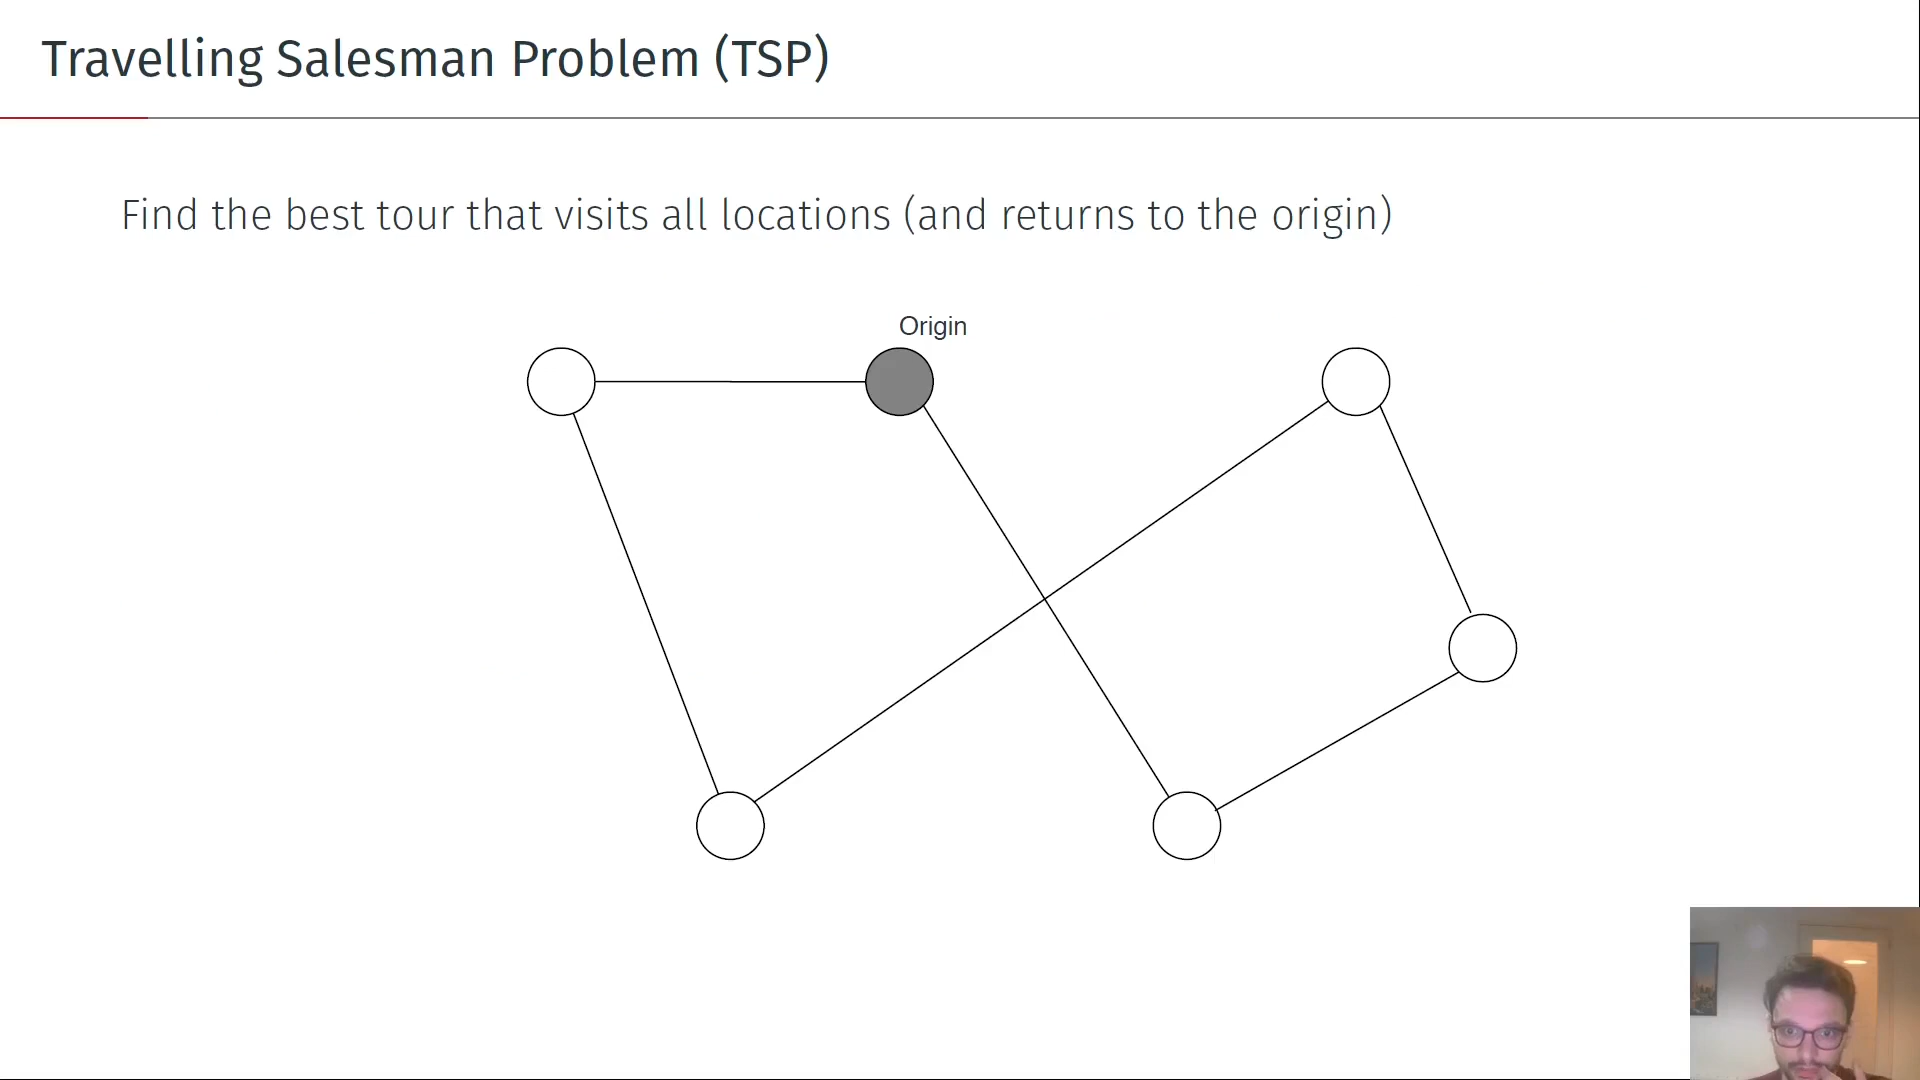 Travelling Salesman Problem (TSP)
Find the best tour that visits all locations (and returns to the origin)
Origin